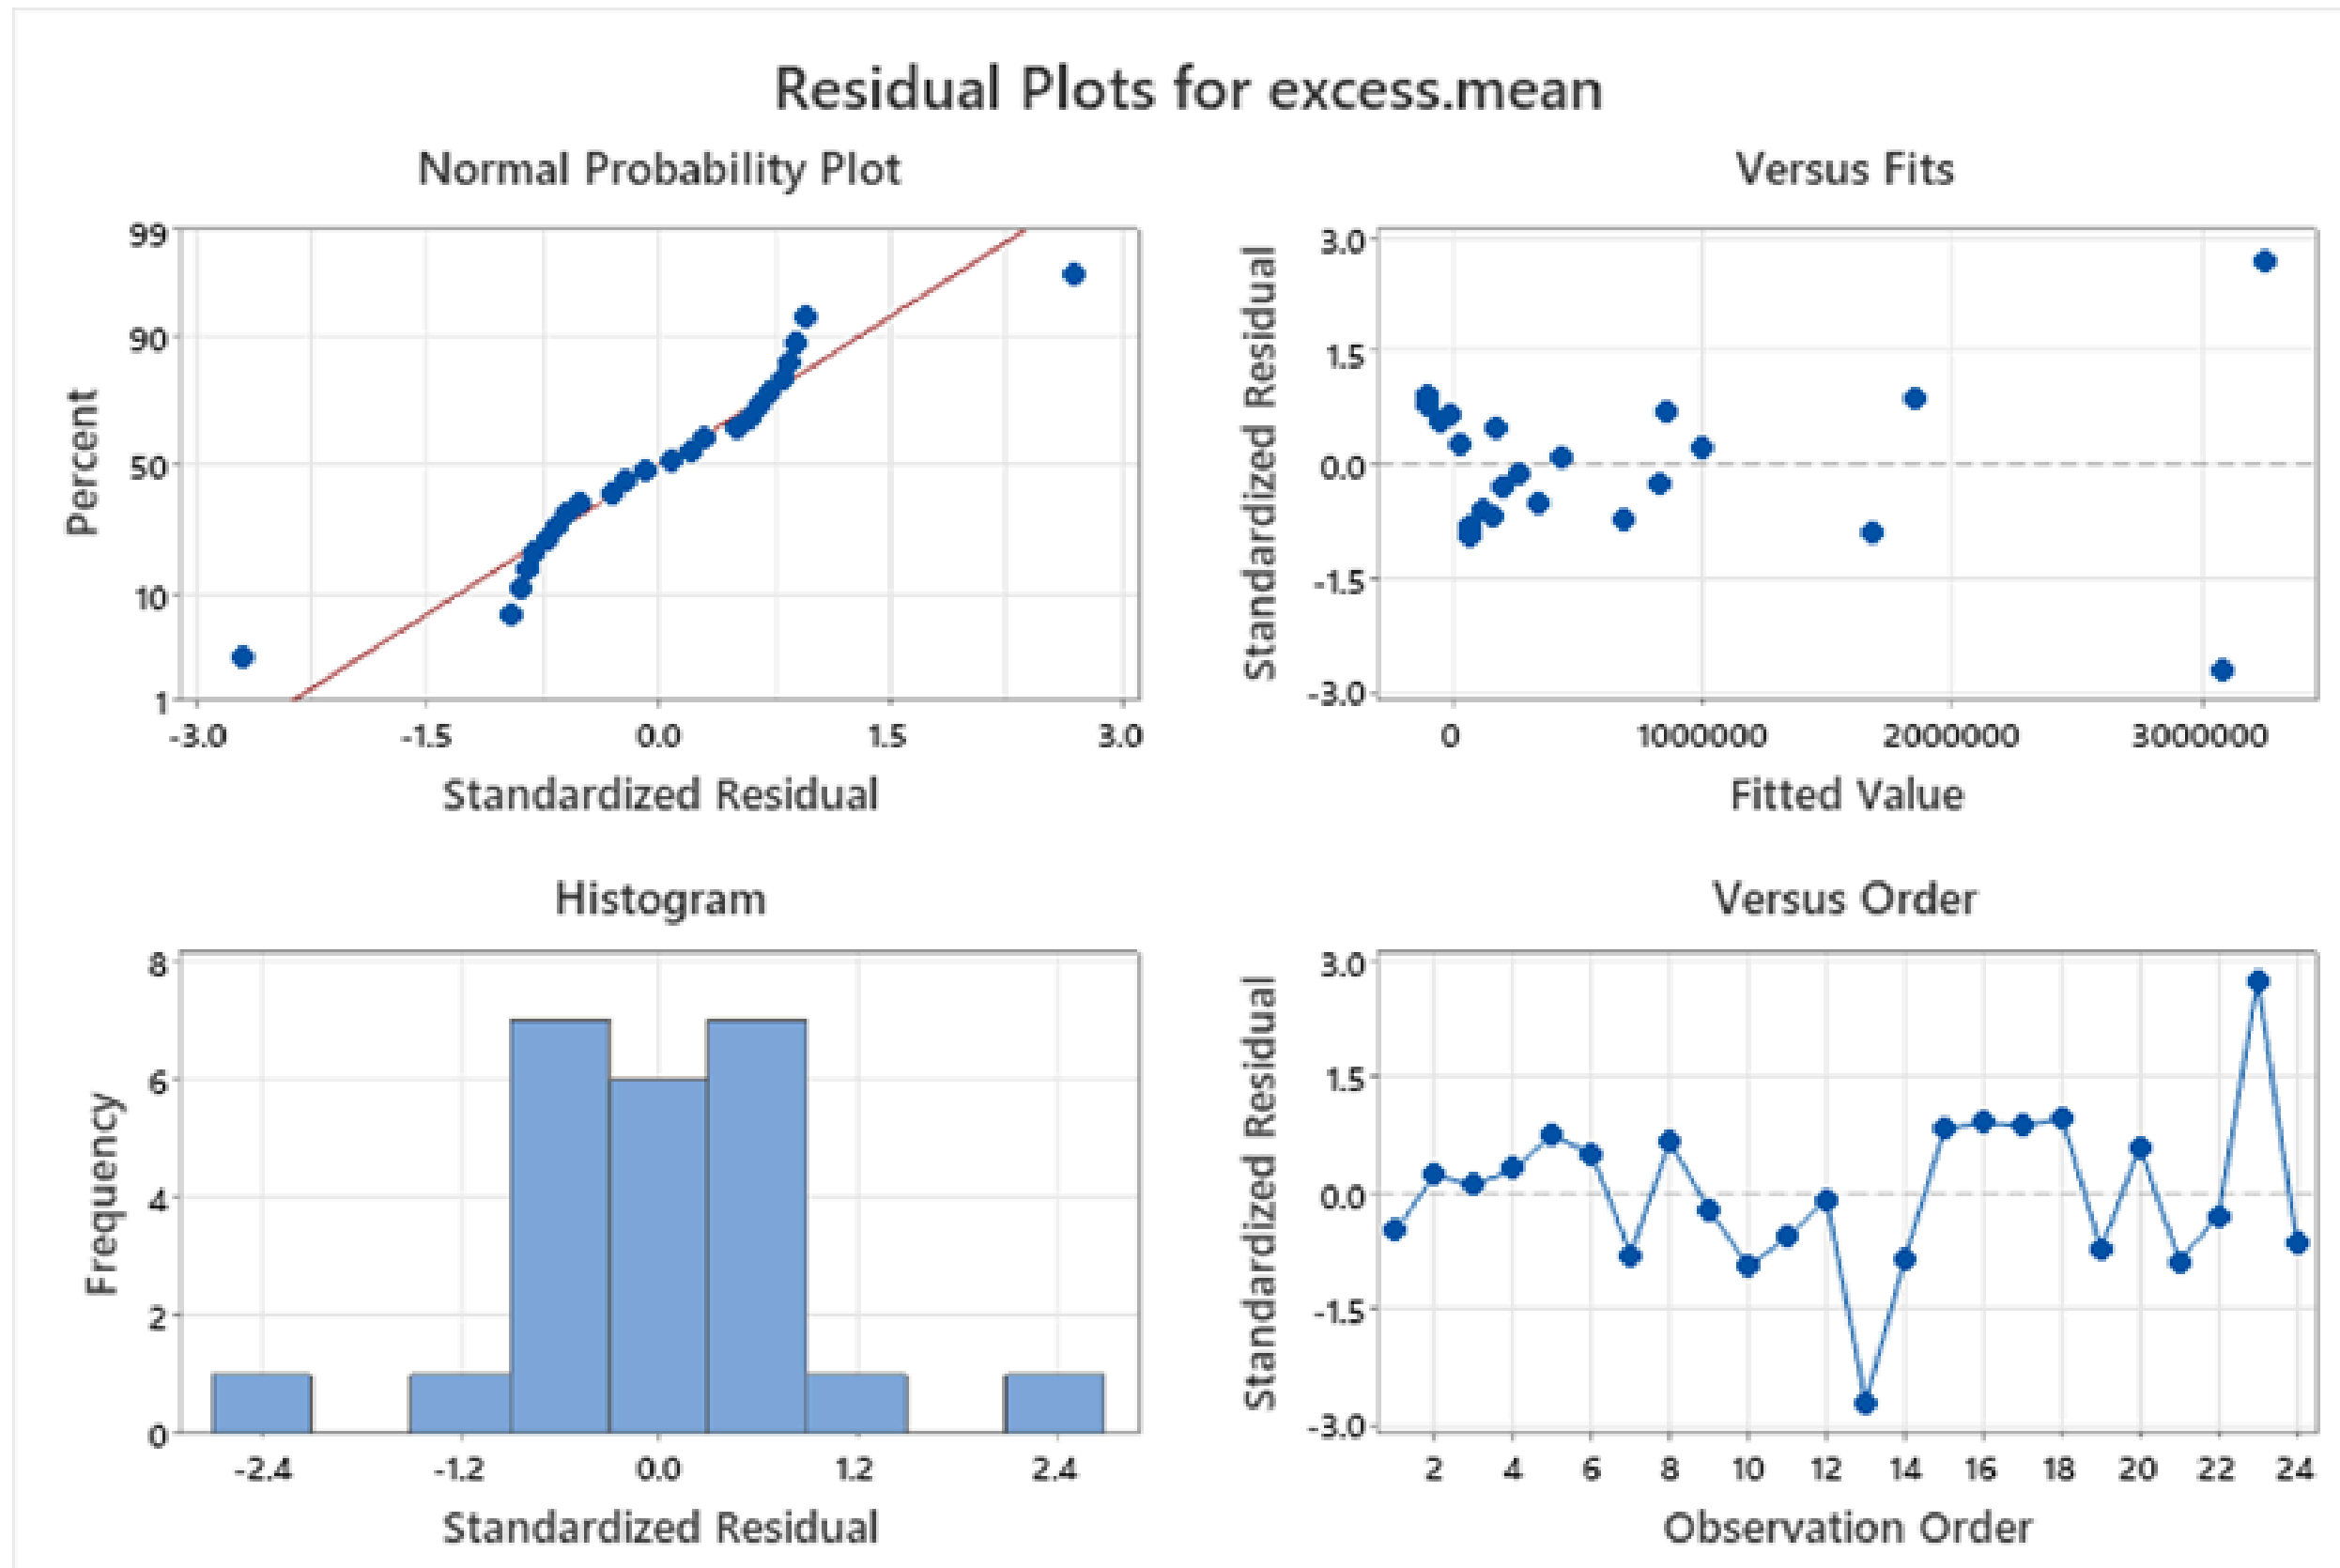 Residual Plots for excess.mean
Normal Probability Plot
99
90
50
10
1
Percent
-3.0 -1.5 0.0 1.5 3.0
Standardized Residual
Versus Fits
3.0
1.5
0.0
-1.5
-3.0
Standardized Residual
0 1000000 2000000 3000000
Fitted Value
Histogram
8
6
4
2
0
Frequency
-2.4 -1.2 0.0 1.2 2.4
Standardized Residual
Versus Order
3.0
1.5
0.0
-1.5
-3.0
Standardized Residual
2 4 6 8 10 12 14 16 18 20 22 24
Observation Order